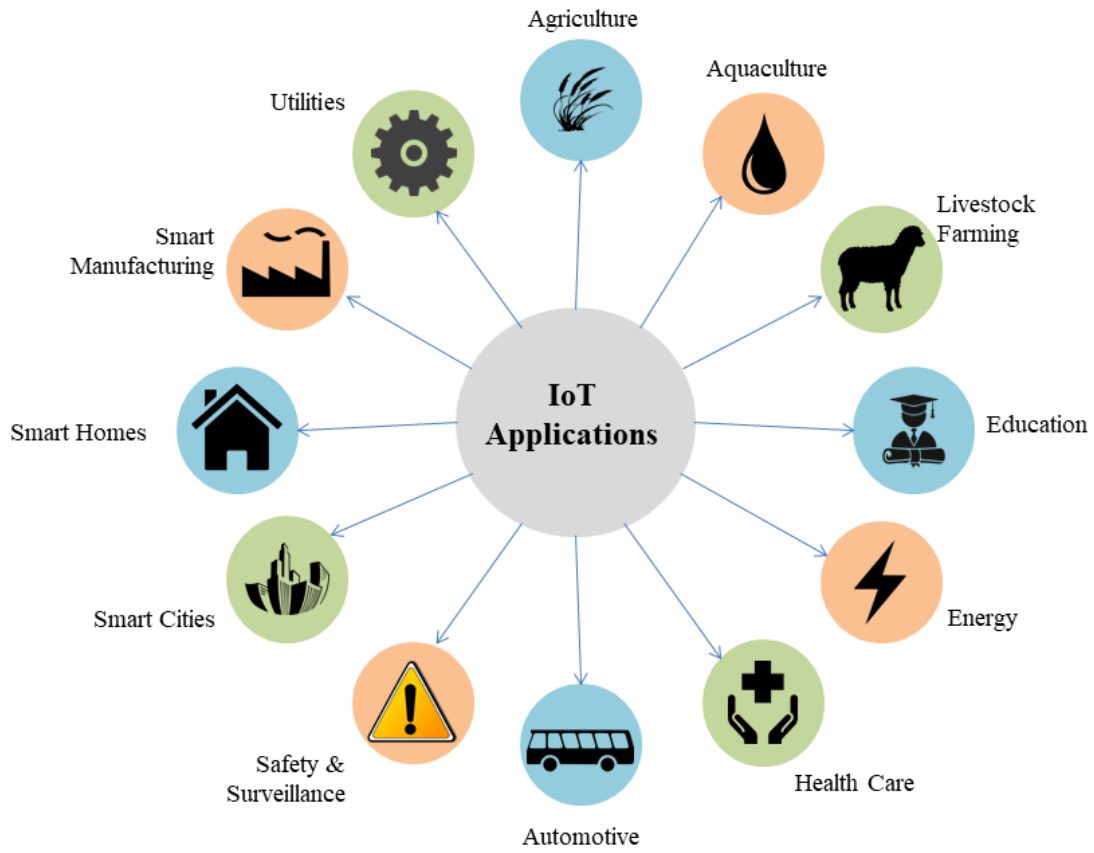 Agriculture
Aquaculture
Utilities
Livestock
Farming
Smart
Manufacturing
IoT
Applications
Smart Homes
Education
Smart Cities
Energy
Safety &
Surveillance
Health Care
Automotive